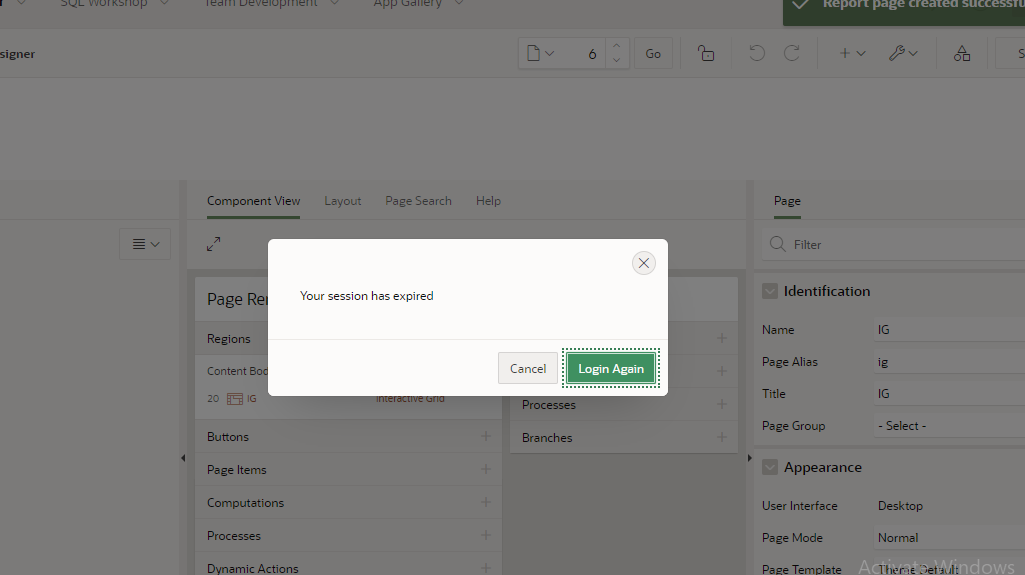 SQL Workshop
Team Development
App Gallery
Report page created successfu
signer
6
Go
S
Component View
Layout
Page Search
Help
Page
Filter
Your session has expired
Cancel
Login Again
Page Re
Regions
Content Bod
20
IG
Interactive Grid
Buttons
Page Items
Computations
Processes
Dynamic Actions
Processes
Branches
Identification
Name
IG
Page Alias
ig
Title
IG
Page Group
- Select -
Appearance
User Interface
Desktop
Page Mode
Normal
Page Template
Theme Default
Activate Windows